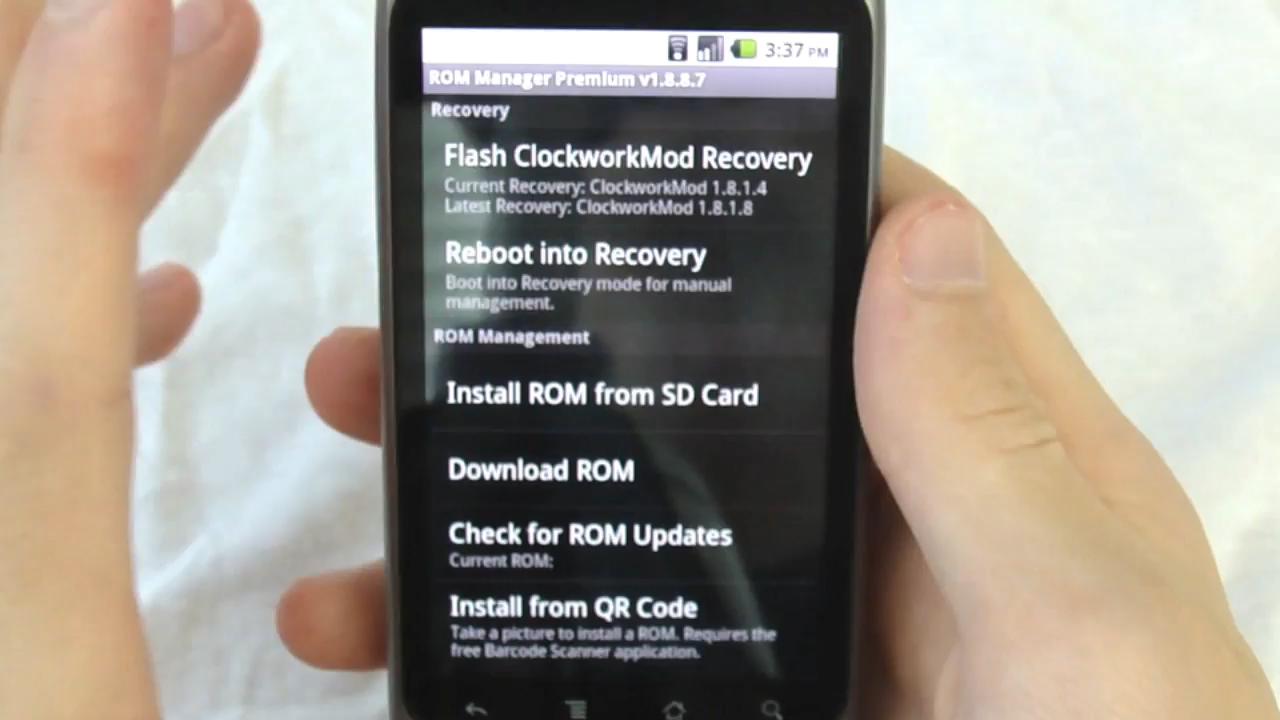 3:37 PM
ROM Manager Premium v1.8.8.7
Recovery
Flash ClockworkMod Recovery
Current Recovery: ClockworkMod 1.8.1.4
Latest Recovery: ClockworkMod 1.8.1.8
Reboot into Recovery
Boot into Recovery mode for manual
management.
ROM Management
Install ROM from SD Card
Download ROM
Check for ROM Updates
Current ROM:
Install from QR Code
Take a picture to install a ROM. Requires the
free Barcode Scanner application.